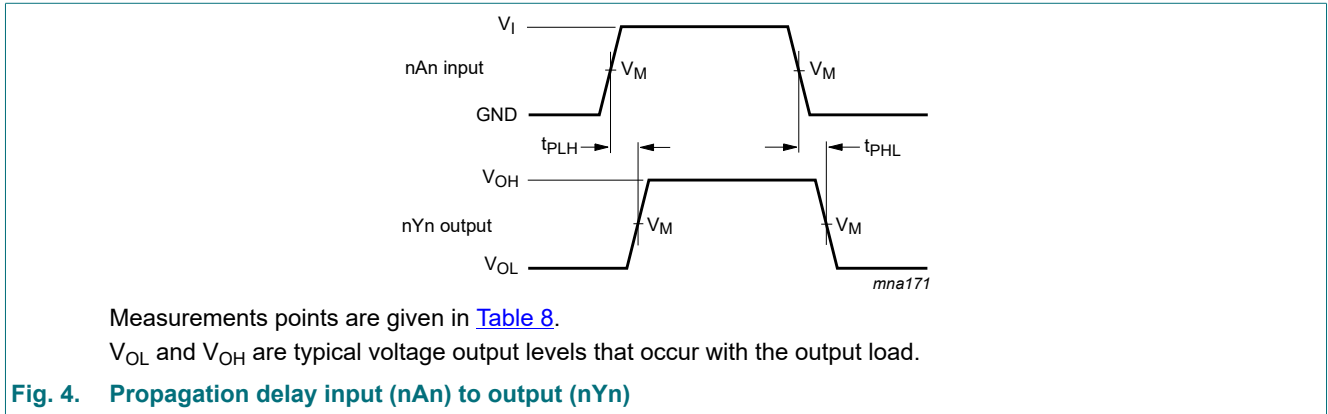 VI
nAn input
VM
VM
GND
tPLH
tPHL
VOH
nYn output
VM
VM
VOL
mna171
Measurements points are given in Table 8.
VOL and VOH are typical voltage output levels that occur with the output load.
Fig. 4. Propagation delay input (nAn) to output (nYn)